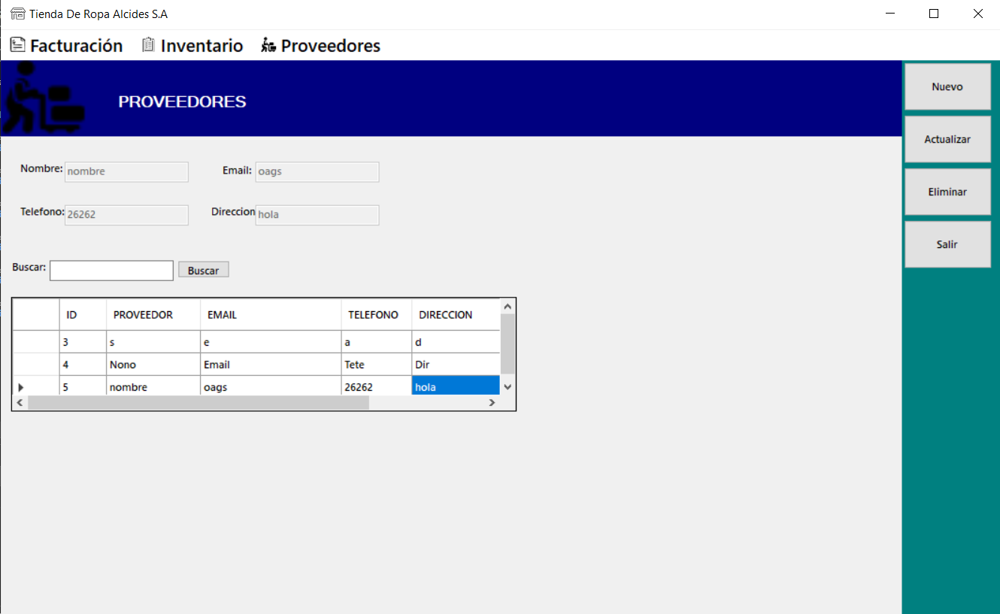 Tienda De Ropa Alcides S.A
Facturación Inventario Proveedores
PROVEEDORES
Nuevo
Actualizar
Eliminar
Salir
Nombre: nombre Email: oags
Telefono: 26262 Direccion hola
Buscar: Buscar
ID PROVEEDOR EMAIL TELEFONO DIRECCION
3 s e a d
4 Nono Email Tete Dir
5 nombre oags 26262 hola